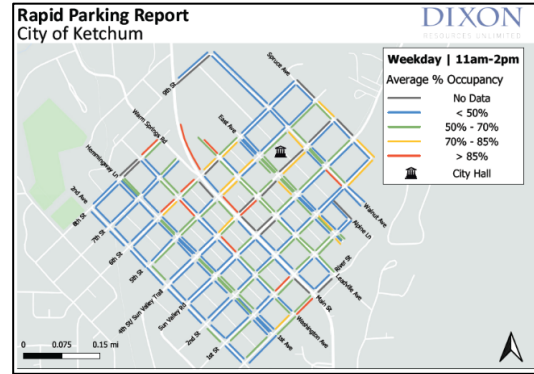 Rapid Parking Report
City of Ketchum
DIXON
RESOURCES UNLIMITED
Weekday | 11am-2pm
Average % Occupancy
No Data
< 50%
50% - 70%
70% - 85%
> 85%
City Hall
Spruce Ave
9th St
East Ave
Warm Springs Rd
Hemmingway Ln
2nd Ave
8th St
7th St
6th St
5th St
4th St/ Sun Valley Trail
Sun Valley Rd
2nd St
1st St
Walnut Ave
Alpine Ln
River St
Leadville Ave
Main St
Washington Ave
1st Ave
0 0.075 0.15 mi